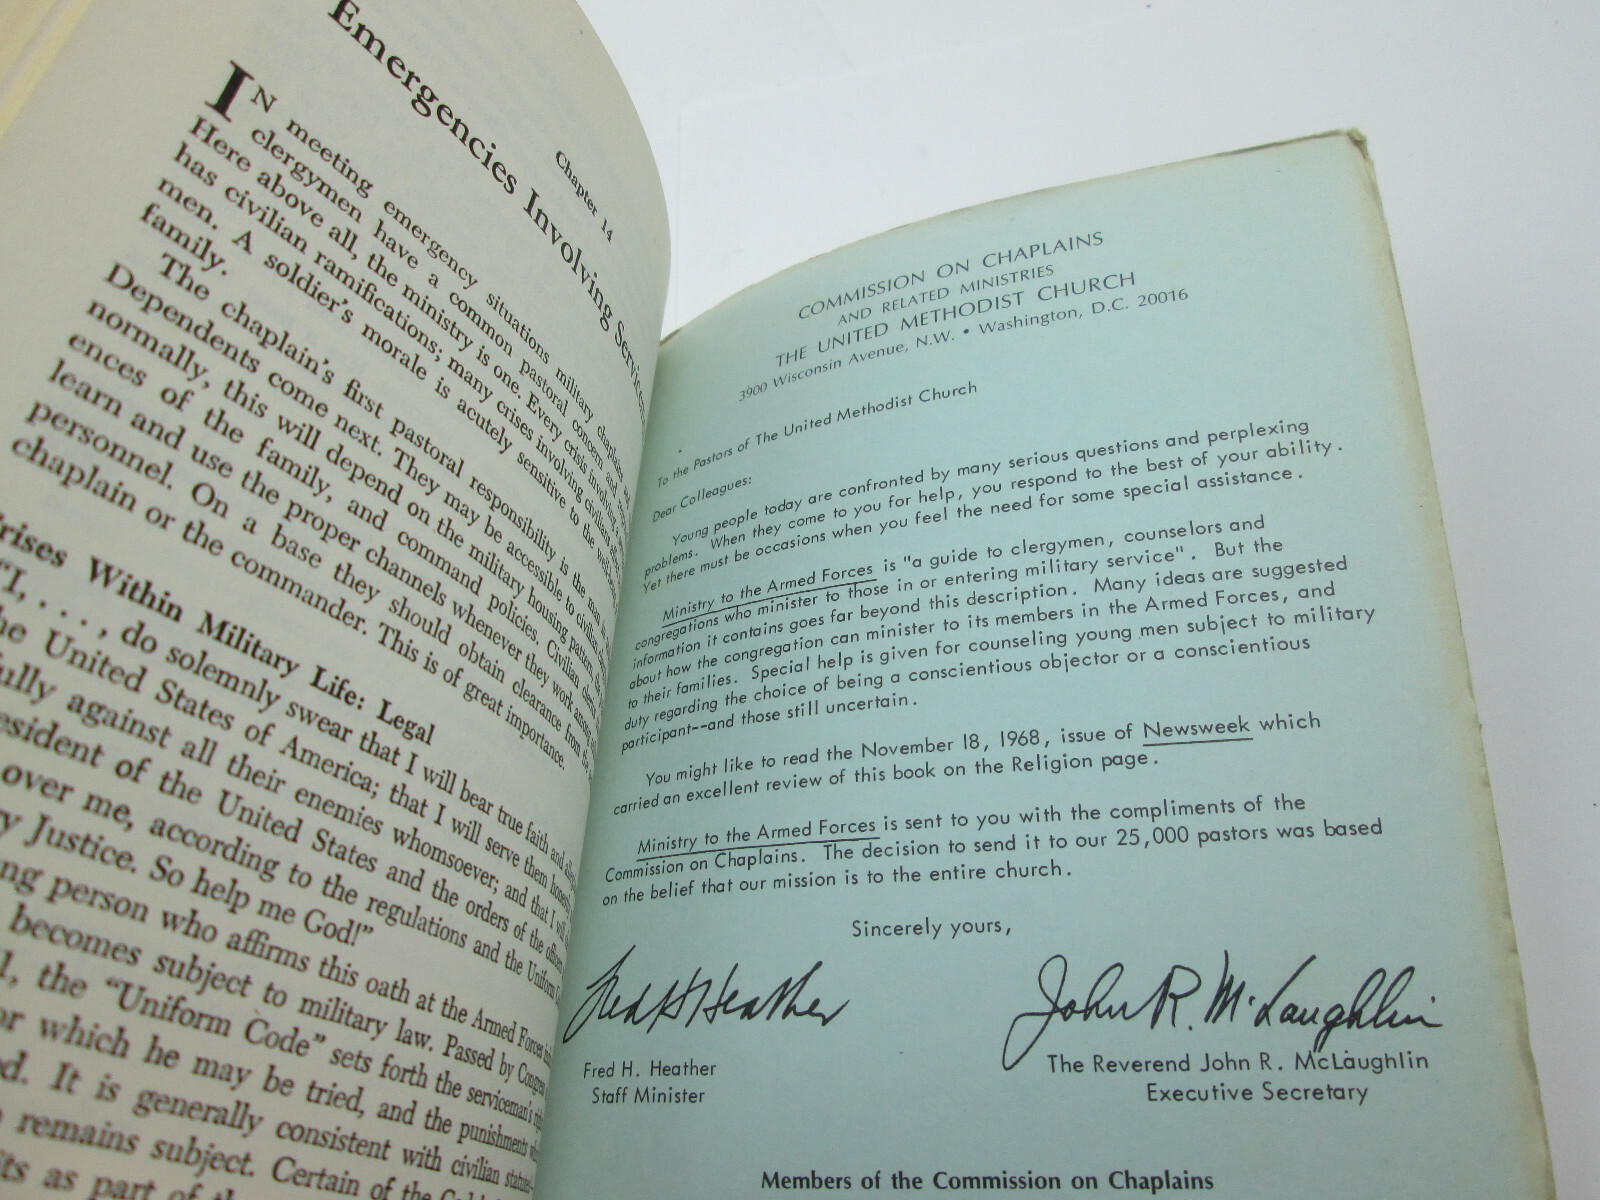 Chapter 14
Emergencies Involving
IN meeting emergency situations military chaplains and
clergymen have a common pastoral concern and
Here above all, the ministry is one. Every crisis involving
has civilian ramifications; many crises involving civilians
men. A soldier's morale is acutely sensitive to the
family.
The chaplain's first pastoral responsibility is the man
Dependents come next. They may be accessible to civilian
normally, this will depend on the military housing pattern,
ences of the family, and command policies. Civilian
learn and use the proper channels whenever they work among
personnel. On a base they should obtain clearance from the
chaplain or the commander. This is of great importance.
rises Within Military Life: Legal
"I, . . ., do solemnly swear that I will bear true faith and
he United States of America; that I will serve them
ully against all their enemies whomsoever; and that I will
esident of the United States and the orders of the officers
over me, according to the regulations and the Uniform
ry Justice. So help me God!"
ng person who affirms this oath at the Armed Forces
becomes subject to military law. Passed by Congress
l, the "Uniform Code" sets forth the serviceman's
or which he may be tried, and the punishments
d. It is generally consistent with civilian
remains subject. Certain of the
its as part of
COMMISSION ON CHAPLAINS
AND RELATED MINISTRIES
THE UNITED METHODIST CHURCH
3900 Wisconsin Avenue, N.W. • Washington, D.C. 20016
To the Pastors of The United Methodist Church
Dear Colleagues:
Young people today are confronted by many serious questions and perplexing
problems. When they come to you for help, you respond to the best of your ability.
Yet there must be occasions when you feel the need for some special assistance.
Ministry to the Armed Forces is "a guide to clergymen, counselors and
congregations who minister to those in or entering military service". But the
information it contains goes far beyond this description. Many ideas are suggested
about how the congregation can minister to its members in the Armed Forces, and
to their families. Special help is given for counseling young men subject to military
duty regarding the choice of being a conscientious objector or a conscientious
participant--and those still uncertain.
You might like to read the November 18, 1968, issue of Newsweek which
carried an excellent review of this book on the Religion page.
Ministry to the Armed Forces is sent to you with the compliments of the
Commission on Chaplains. The decision to send it to our 25,000 pastors was based
on the belief that our mission is to the entire church.
Sincerely yours,
Fred H Heather
John R. McLaughlin
Fred H. Heather
The Reverend John R. McLaughlin
Staff Minister
Executive Secretary
Members of the Commission on Chaplains